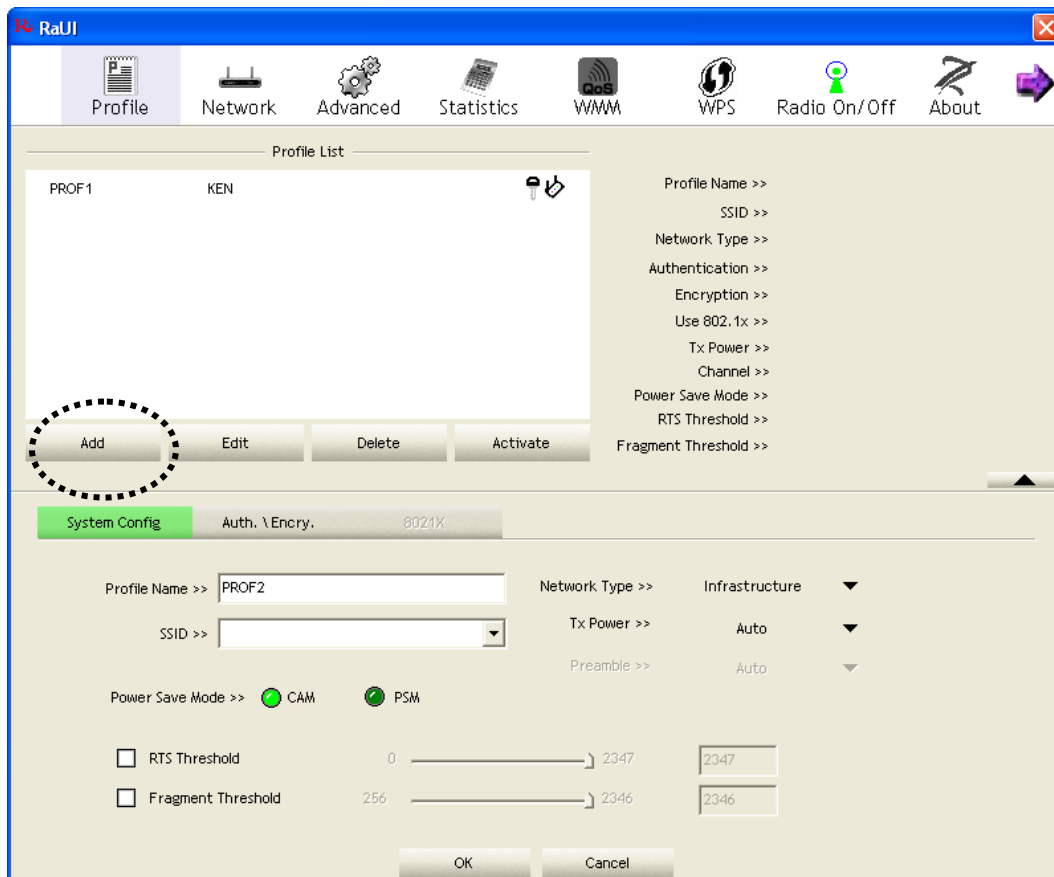 RaUI
Profile Network Advanced Statistics QoS WMM WPS Radio On/Off About
Profile List
PROF1 KEN
Profile Name >>
SSID >>
Network Type >>
Authentication >>
Encryption >>
Use 802.1x >>
Tx Power >>
Channel >>
Power Save Mode >>
RTS Threshold >>
Fragment Threshold >>
Add Edit Delete Activate
System Config Auth. \ Encry. 8021X
Profile Name >> PROF2 Network Type >> Infrastructure
SSID >> Tx Power >> Auto
Preamble >> Auto
Power Save Mode >> CAM PSM
RTS Threshold 0 2347 2347
Fragment Threshold 256 2346 2346
OK Cancel